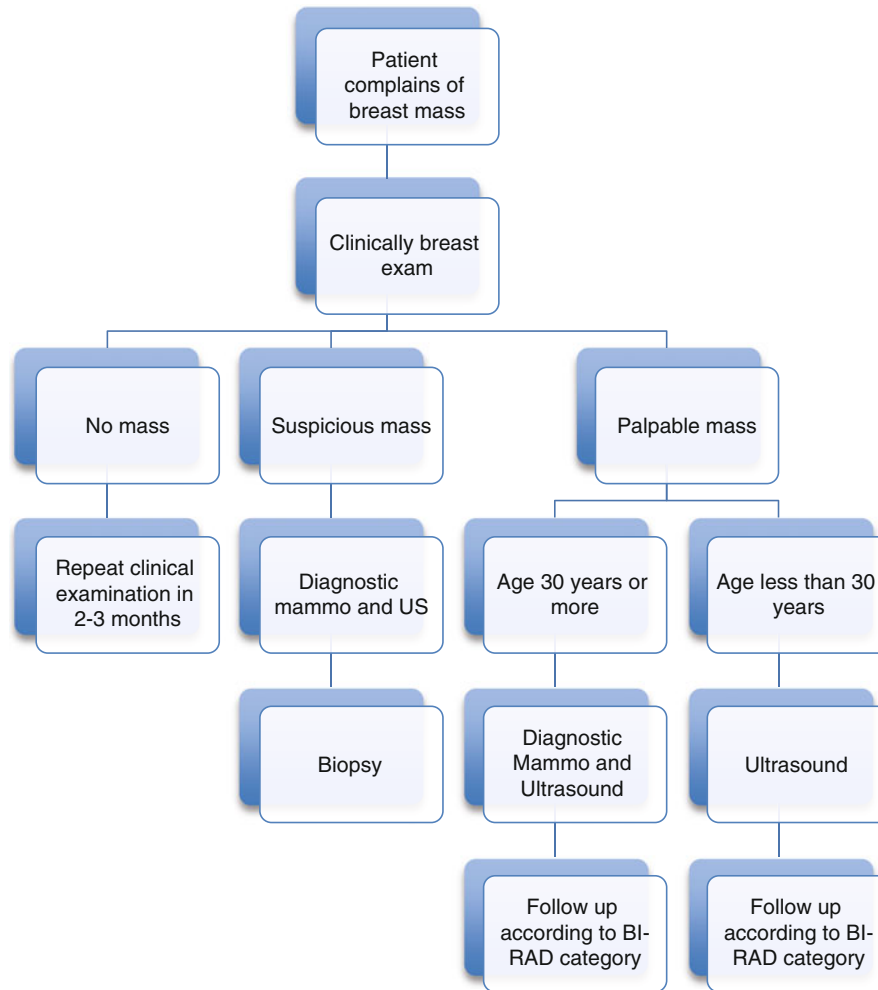 Patient
complains of
breast mass
Clinically breast
exam
No mass
Suspicious mass
Palpable mass
Repeat clinical
examination in
2-3 months
Diagnostic
mammo and US
Age 30 years or
more
Age less than 30
years
Biopsy
Diagnostic
Mammo and
Ultrasound
Ultrasound
Follow up
according to BI-
RAD category
Follow up
according to BI-
RAD category